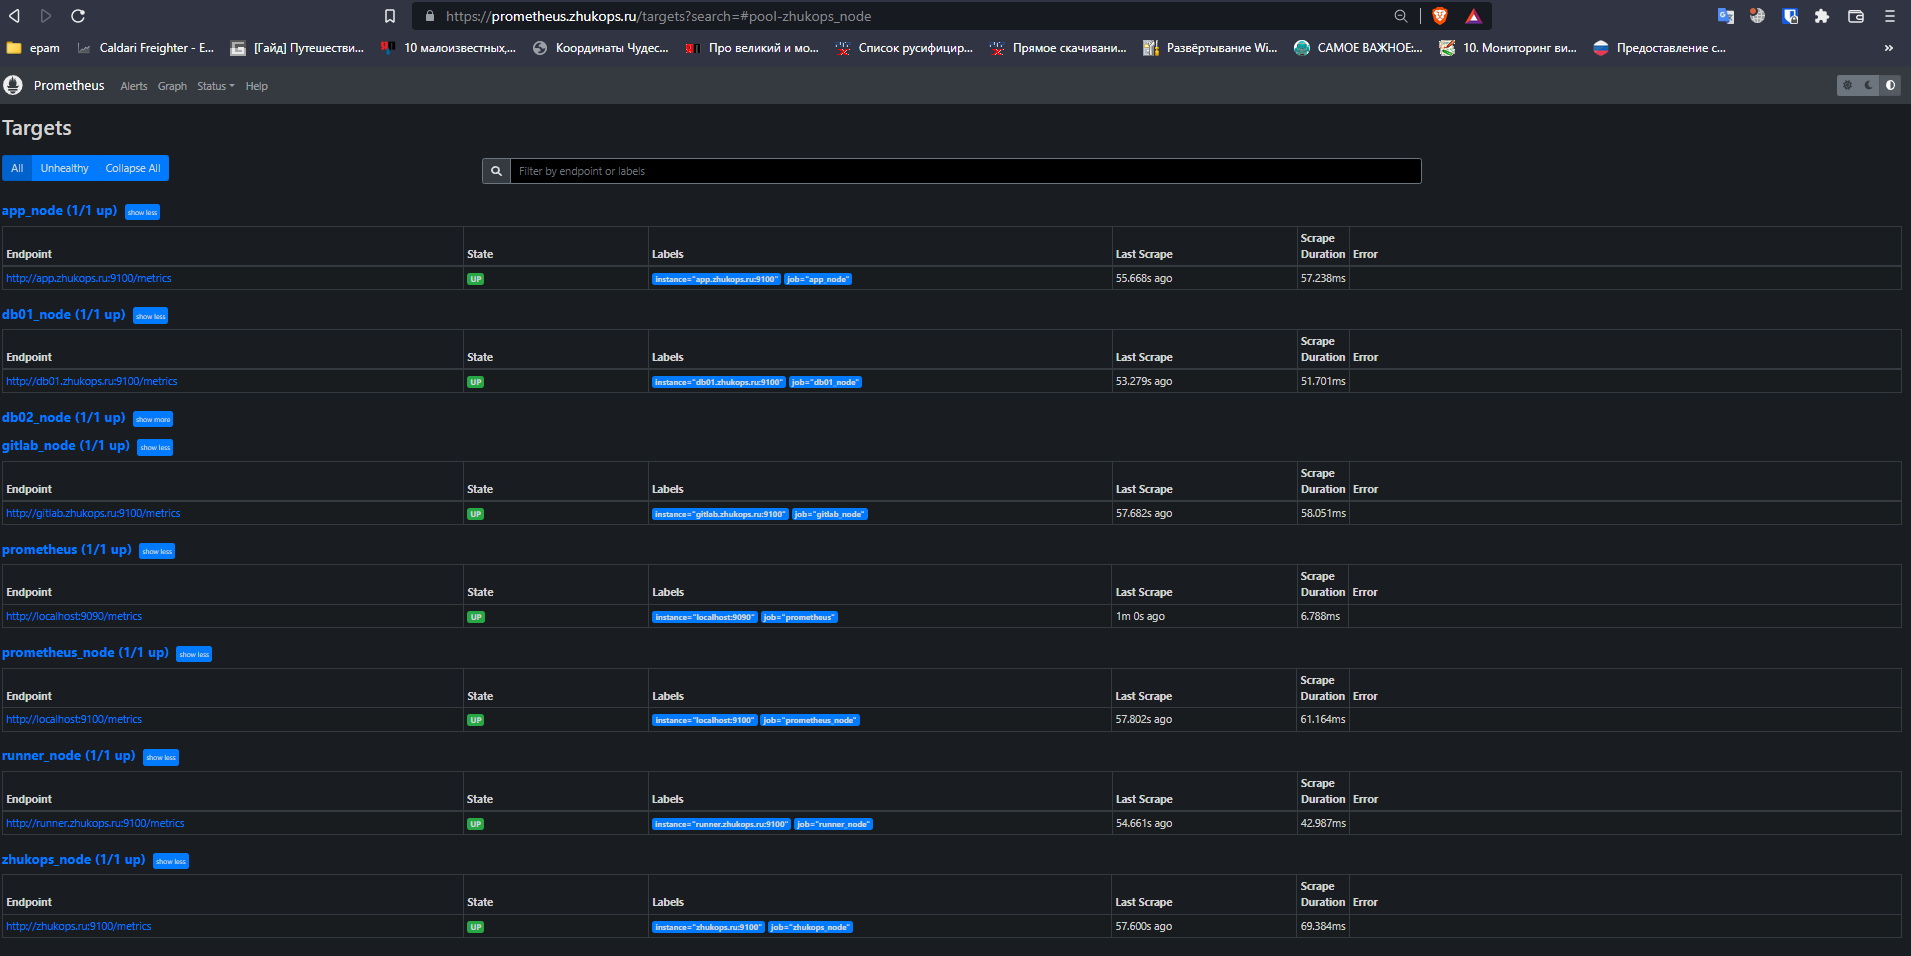 https://prometheus.zhukops.ru/targets?search=#pool-zhukops_node
epam Caldari Freighter - E... [Гайд] Путешестви... 10 малоизвестных,... Координаты Чудес... Про великий и мо... Список русифицир... Прямое скачивани... Развёртывание Wi... САМОЕ ВАЖНОЕ:... 10. Мониторинг ви... Предоставление с... »
Prometheus Alerts Graph Status Help
Targets
All Unhealthy Collapse All Filter by endpoint or labels
app_node (1/1 up) show less
Endpoint State Labels Last Scrape Scrape Duration Error
http://app.zhukops.ru:9100/metrics UP instance="app.zhukops.ru:9100" job="app_node" 55.668s ago 57.238ms
db01_node (1/1 up) show less
Endpoint State Labels Last Scrape Scrape Duration Error
http://db01.zhukops.ru:9100/metrics UP instance="db01.zhukops.ru:9100" job="db01_node" 53.279s ago 51.701ms
db02_node (1/1 up) show more
gitlab_node (1/1 up) show less
Endpoint State Labels Last Scrape Scrape Duration Error
http://gitlab.zhukops.ru:9100/metrics UP instance="gitlab.zhukops.ru:9100" job="gitlab_node" 57.682s ago 58.051ms
prometheus (1/1 up) show less
Endpoint State Labels Last Scrape Scrape Duration Error
http://localhost:9090/metrics UP instance="localhost:9090" job="prometheus" 1m 0s ago 6.788ms
prometheus_node (1/1 up) show less
Endpoint State Labels Last Scrape Scrape Duration Error
http://localhost:9100/metrics UP instance="localhost:9100" job="prometheus_node" 57.802s ago 61.164ms
runner_node (1/1 up) show less
Endpoint State Labels Last Scrape Scrape Duration Error
http://runner.zhukops.ru:9100/metrics UP instance="runner.zhukops.ru:9100" job="runner_node" 54.661s ago 42.987ms
zhukops_node (1/1 up) show less
Endpoint State Labels Last Scrape Scrape Duration Error
http://zhukops.ru:9100/metrics UP instance="zhukops.ru:9100" job="zhukops_node" 57.600s ago 69.384ms